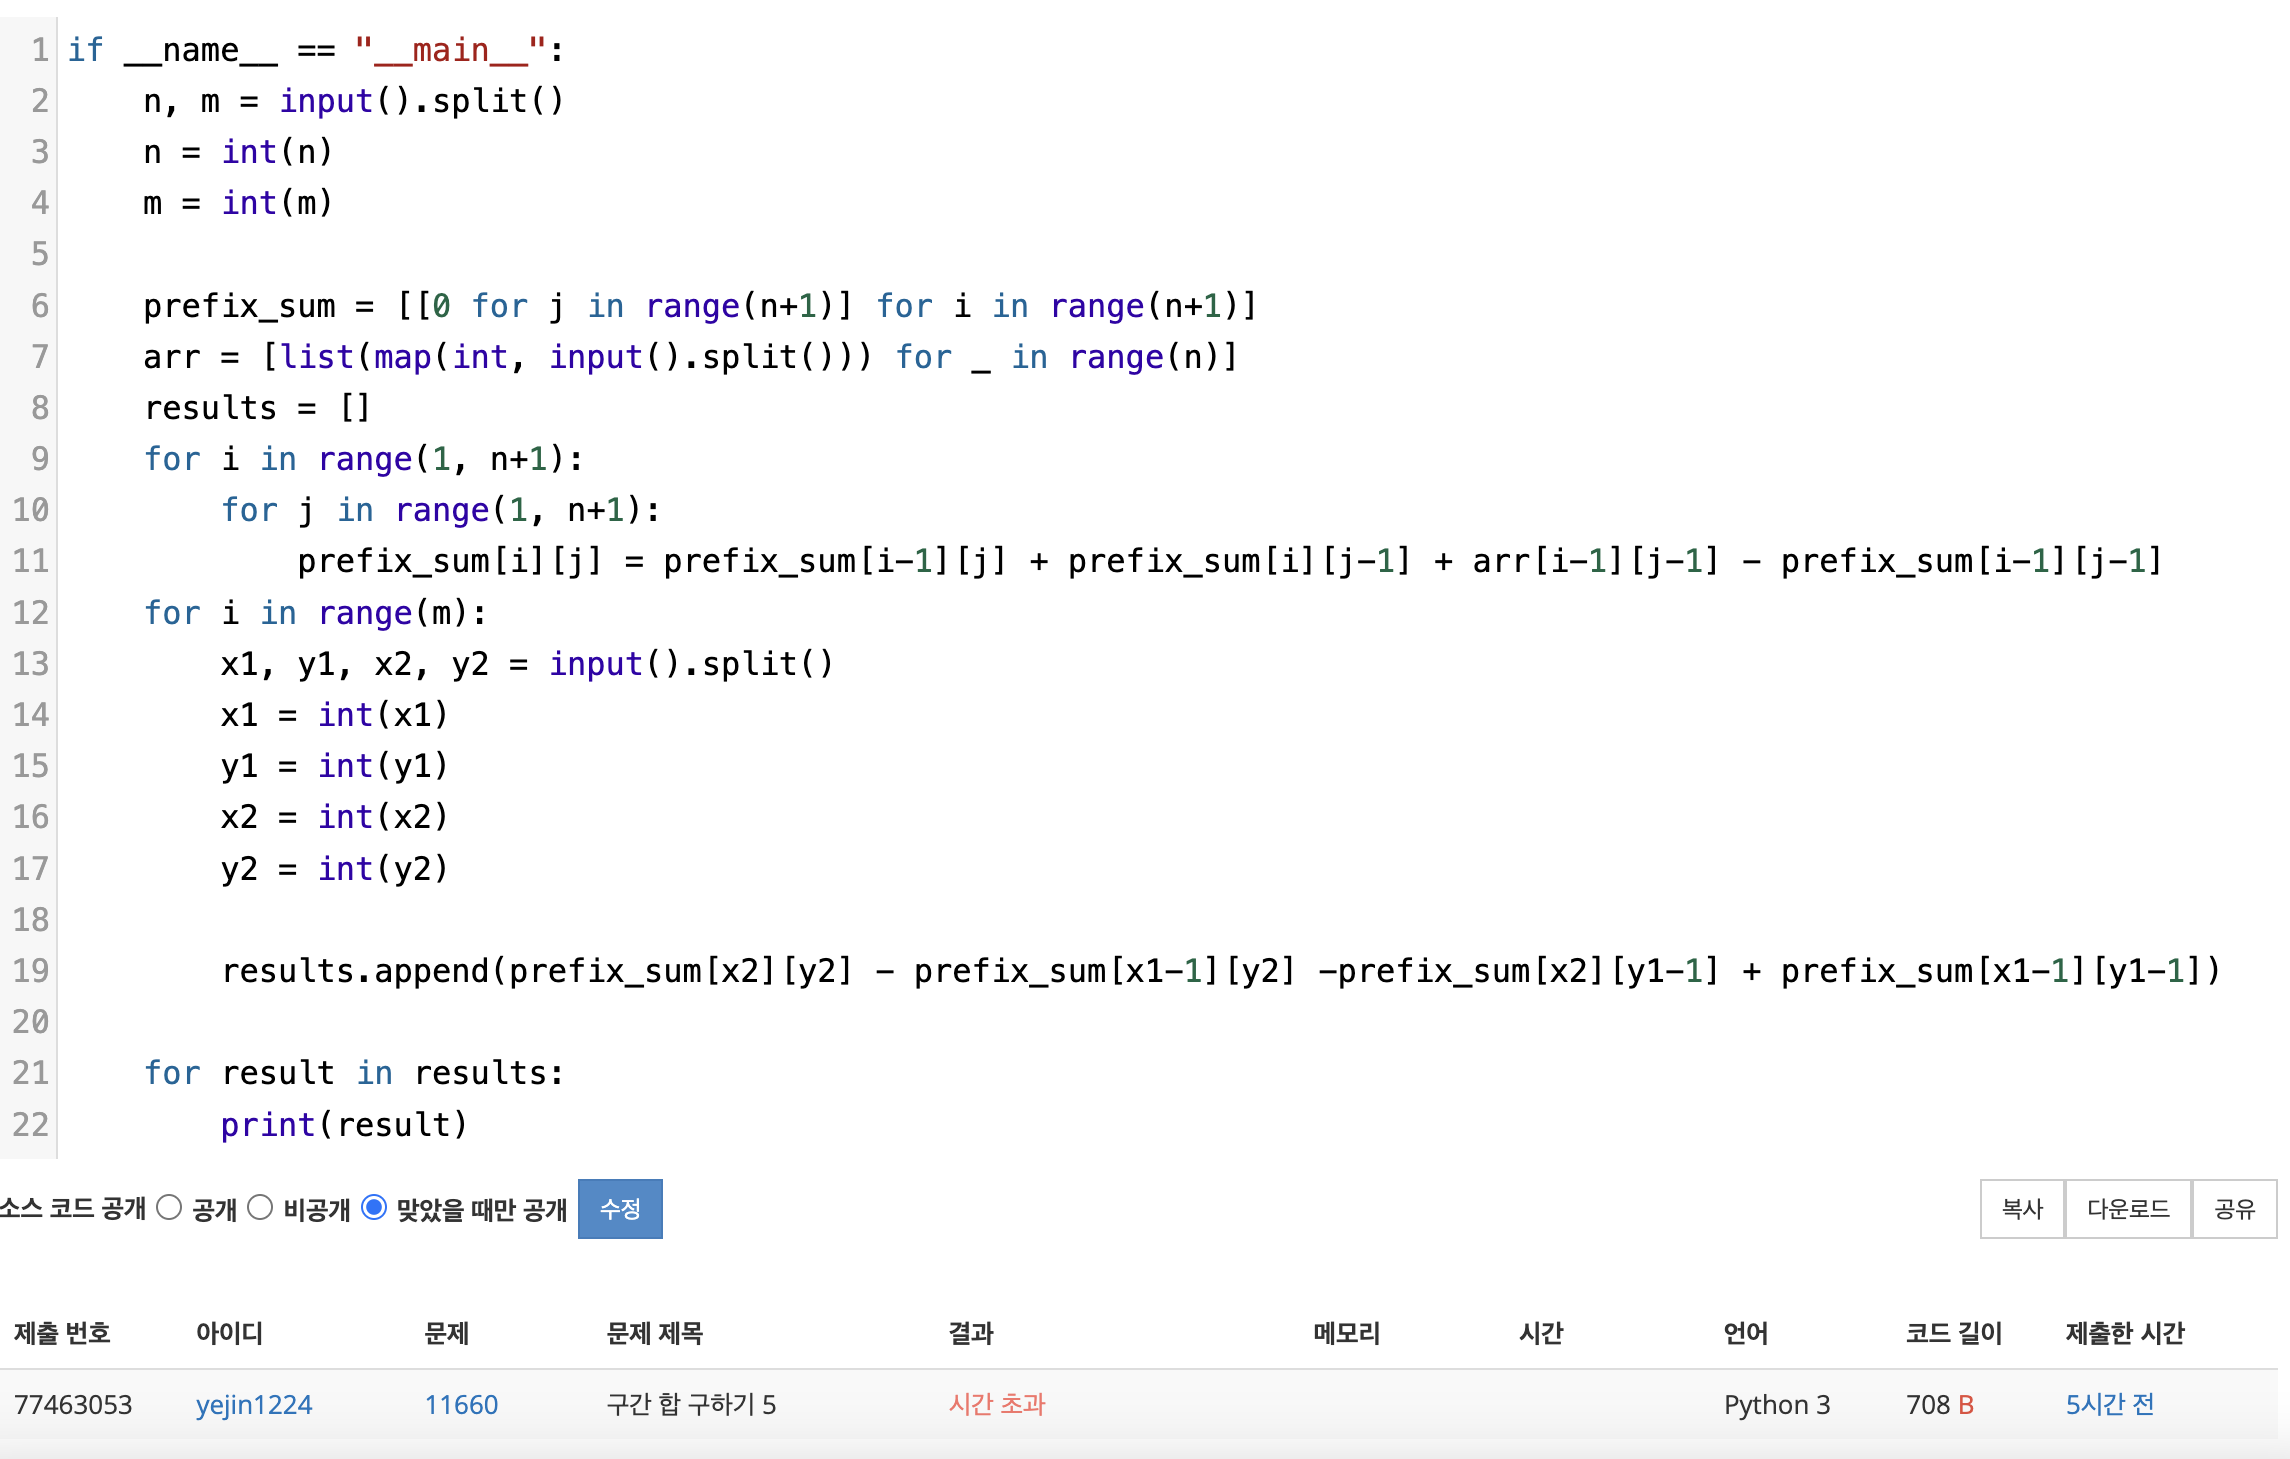 1 if __name__ == "__main__":
2     n, m = input().split()
3     n = int(n)
4     m = int(m)
5
6     prefix_sum = [[0 for j in range(n+1)] for i in range(n+1)]
7     arr = [list(map(int, input().split())) for _ in range(n)]
8     results = []
9     for i in range(1, n+1):
10         for j in range(1, n+1):
11             prefix_sum[i][j] = prefix_sum[i-1][j] + prefix_sum[i][j-1] + arr[i-1][j-1] - prefix_sum[i-1][j-1]
12     for i in range(m):
13         x1, y1, x2, y2 = input().split()
14         x1 = int(x1)
15         y1 = int(y1)
16         x2 = int(x2)
17         y2 = int(y2)
18
19         results.append(prefix_sum[x2][y2] - prefix_sum[x1-1][y2] -prefix_sum[x2][y1-1] + prefix_sum[x1-1][y1-1])
20
21     for result in results:
22         print(result)
소스 코드 공개 공개 비공개 맞았을 때만 공개 수정 복사 다운로드 공유
제출 번호 아이디 문제 문제 제목 결과 메모리 시간 언어 코드 길이 제출한 시간
77463053 yejin1224 11660 구간 합 구하기 5 시간 초과 Python 3 708 B 5시간 전